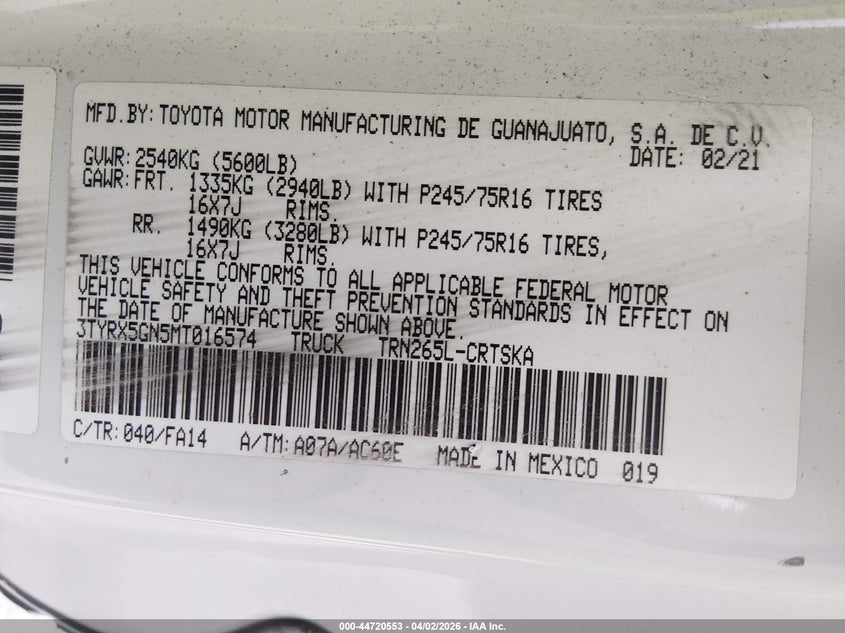 MFD.BY: TOYOTA MOTOR MANUFACTURING DE GUANAJUATO, S.A. DE C.V.
GVWR: 2540KG (5600LB) DATE: 02/21
GAWR: FRT. 1335KG (2940LB) WITH P245/75R16 TIRES
16X7J RIMS.
RR. 1490KG (3280LB) WITH P245/75R16 TIRES,
16X7J RIMS.
THIS VEHICLE CONFORMS TO ALL APPLICABLE FEDERAL MOTOR
VEHICLE SAFETY AND THEFT PREVENTION STANDARDS IN EFFECT ON
THE DATE OF MANUFACTURE SHOWN ABOVE.
3TYRX5GN5MT016574 TRUCK TRN265L-CRTSKA
C/TR: 040/FA14 A/TM: A07A/AC60E MADE IN MEXICO 019
000-44720553 | 04/02/2026 - IAA Inc.